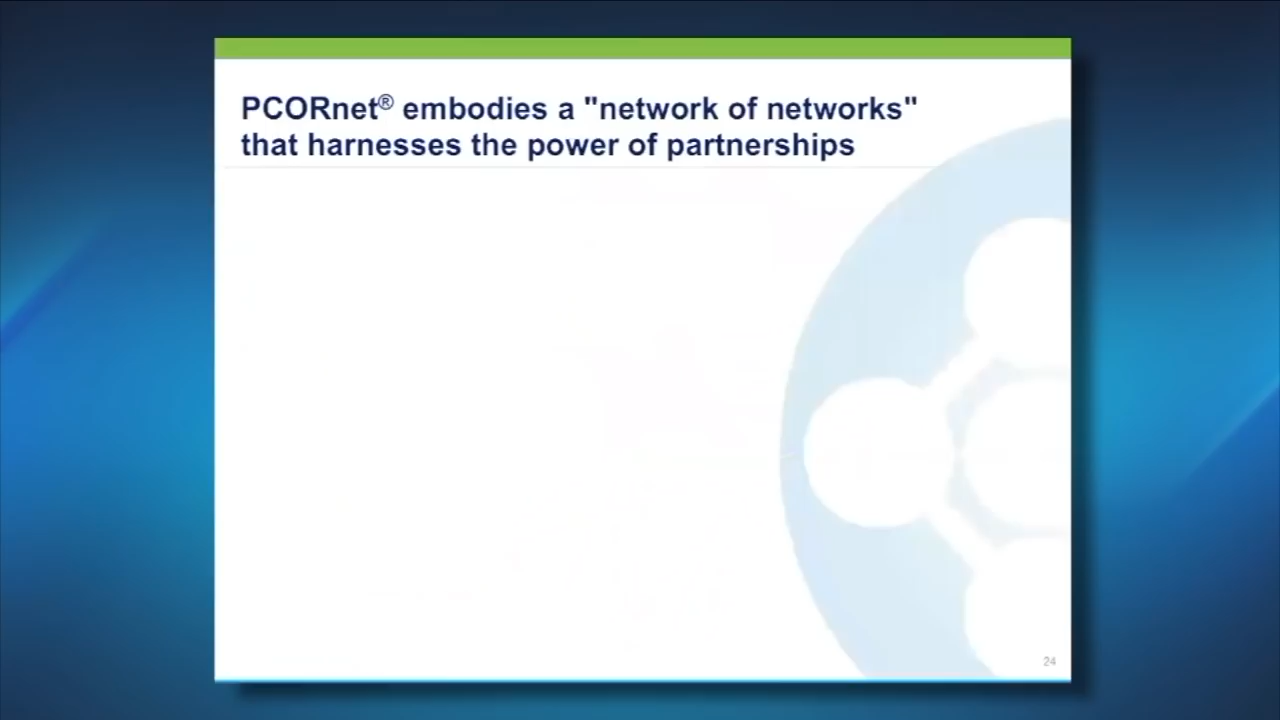 PCORnet® embodies a "network of networks"
that harnesses the power of partnerships
24